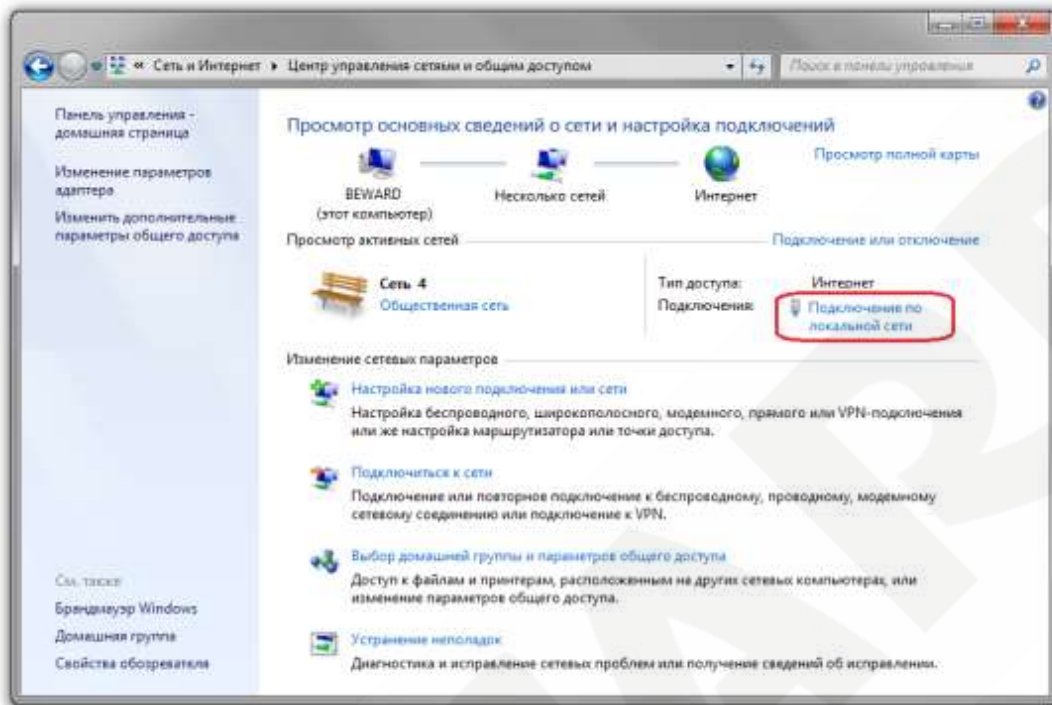 « Сеть и Интернет ▸ Центр управления сетями и общим доступом
Поиск в панели управления
Панель управления -
домашняя страница
Изменение параметров
адаптера
Изменить дополнительные
параметры общего доступа
Просмотр основных сведений о сети и настройка подключений
Просмотр полной карты
BEWARD
(этот компьютер)
Несколько сетей
Интернет
Просмотр активных сетей
Подключение или отключение
Сеть 4
Общественная сеть
Тип доступа: Интернет
Подключения: Подключение по
локальной сети
Изменение сетевых параметров
Настройка нового подключения или сети
Настройка беспроводного, широкополосного, модемного, прямого или VPN-подключения
или же настройка маршрутизатора или точки доступа.
Подключиться к сети
Подключение или повторное подключение к беспроводному, проводному, модемному
сетевому соединению или подключение к VPN.
Выбор домашней группы и параметров общего доступа
Доступ к файлам и принтерам, расположенным на других сетевых компьютерах, или
изменение параметров общего доступа.
Устранение неполадок
Диагностика и исправление сетевых проблем или получение сведений об исправлении.
См. также
Брандмауэр Windows
Домашняя группа
Свойства обозревателя